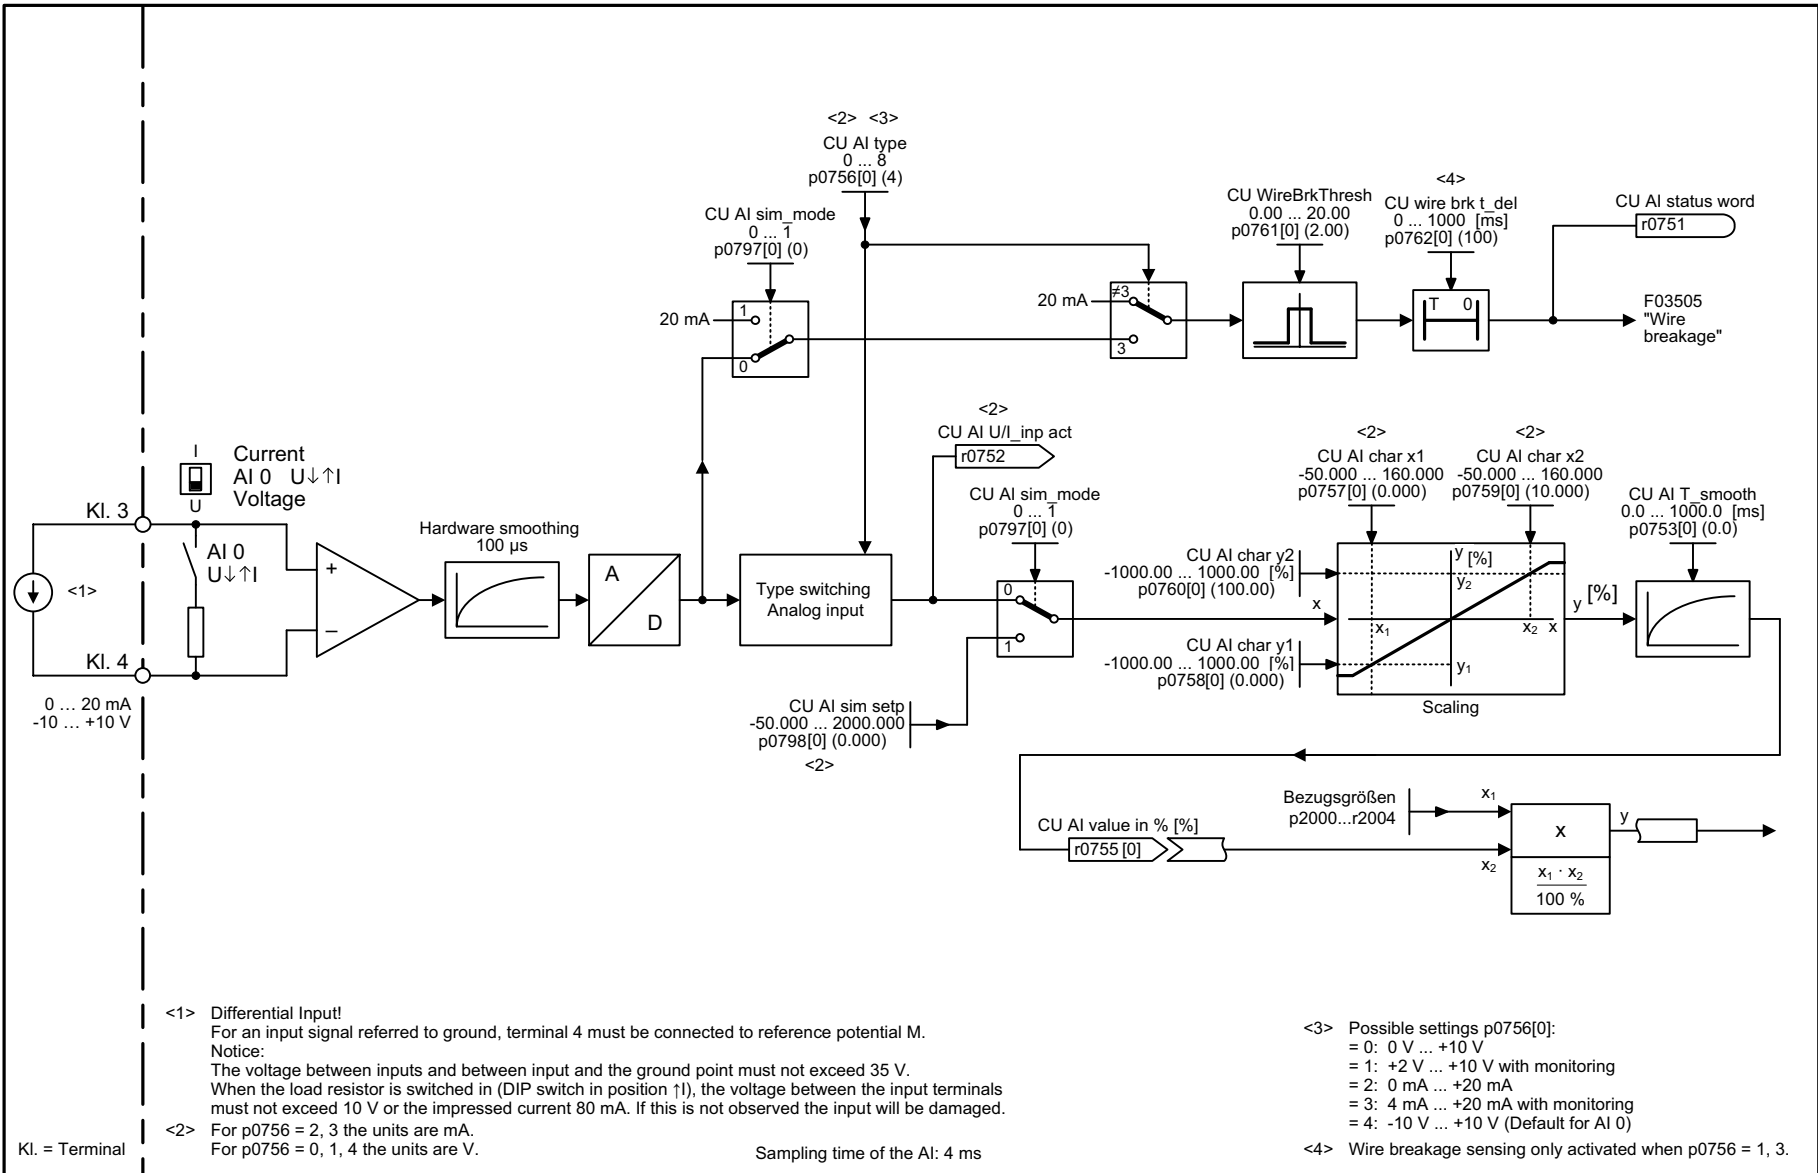 <2> <3>
CU AI type
0 ... 8
p0756[0] (4)
CU AI sim_mode
0 ... 1
p0797[0] (0)
20 mA
1
0
20 mA
≠3
3
CU WireBrkThresh
0.00 ... 20.00
p0761[0] (2.00)
<4>
CU wire brk t_del
0 ... 1000 [ms]
p0762[0] (100)
T 0
CU AI status word
r0751
F03505
"Wire
breakage"
I
U
Current
AI 0 U↓↑I
Voltage
Kl. 3
<1>
AI 0
U↓↑I
Kl. 4
0 … 20 mA
-10 … +10 V
+
–
Hardware smoothing
100 µs
A
D
Type switching
Analog input
<2>
CU AI U/I_inp act
r0752
CU AI sim_mode
0 ... 1
p0797[0] (0)
0
1
CU AI sim setp
-50.000 ... 2000.000
p0798[0] (0.000)
<2>
<2>
CU AI char x1
-50.000 ... 160.000
p0757[0] (0.000)
<2>
CU AI char x2
-50.000 ... 160.000
p0759[0] (10.000)
CU AI char y2
-1000.00 ... 1000.00 [%]
p0760[0] (100.00)
x
CU AI char y1
-1000.00 ... 1000.00 [%]
p0758[0] (0.000)
y [%]
y2
x1
x2 x
y1
Scaling
y [%]
CU AI T_smooth
0.0 ... 1000.0 [ms]
p0753[0] (0.0)
Bezugsgrößen
p2000...r2004
x1
CU AI value in % [%]
r0755 [0]
x2
x
x1 · x2
100 %
y
<1> Differential Input!
For an input signal referred to ground, terminal 4 must be connected to reference potential M.
Notice:
The voltage between inputs and between input and the ground point must not exceed 35 V.
When the load resistor is switched in (DIP switch in position ↑I), the voltage between the input terminals
must not exceed 10 V or the impressed current 80 mA. If this is not observed the input will be damaged.
<2> For p0756 = 2, 3 the units are mA.
For p0756 = 0, 1, 4 the units are V.
Kl. = Terminal
Sampling time of the AI: 4 ms
<3> Possible settings p0756[0]:
= 0: 0 V ... +10 V
= 1: +2 V ... +10 V with monitoring
= 2: 0 mA ... +20 mA
= 3: 4 mA ... +20 mA with monitoring
= 4: -10 V ... +10 V (Default for AI 0)
<4> Wire breakage sensing only activated when p0756 = 1, 3.